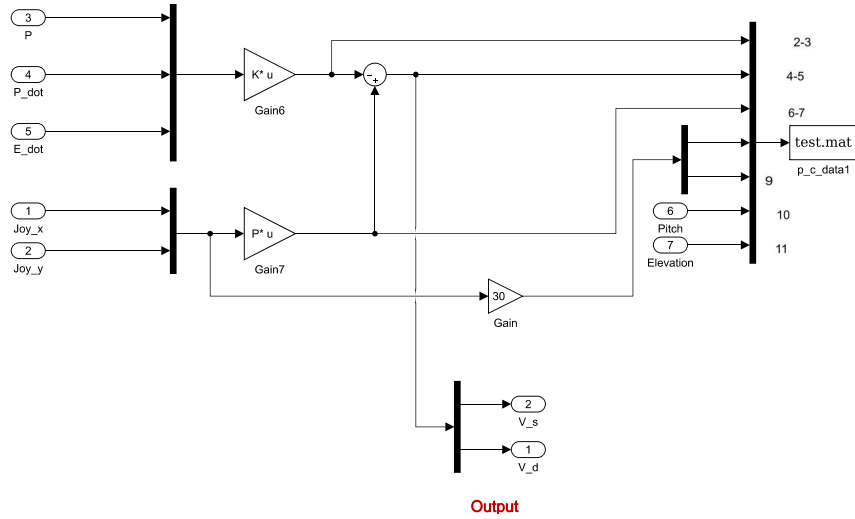 3
P
4
P_dot
5
E_dot
K* u
Gain6
-
+
2-3
4-5
6-7
test.mat
p_c_data1
9
1
Joy_x
2
Joy_y
P* u
Gain7
6
Pitch
10
7
Elevation
11
30
Gain
2
V_s
1
V_d
Output